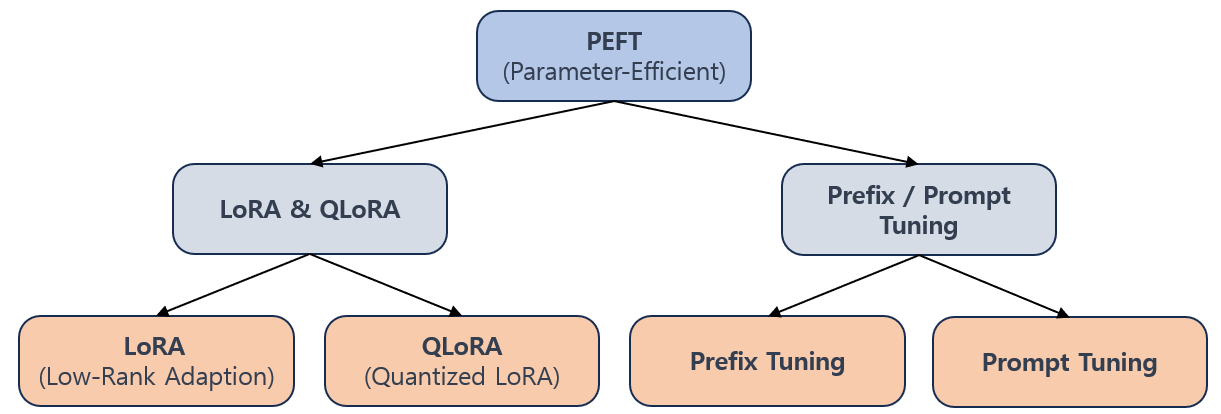 PEFT
(Parameter-Efficient)
LoRA & QLoRA
Prefix / Prompt
Tuning
LoRA
(Low-Rank Adaption)
QLoRA
(Quantized LoRA)
Prefix Tuning
Prompt Tuning